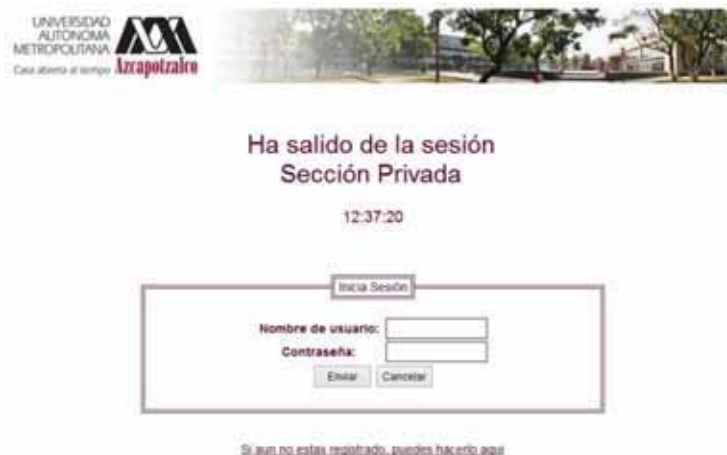 UNIVERSIDAD
AUTONOMA
METROPOLITANA
Casa abierta al tiempo Azcapotzalco
Ha salido de la sesión
Sección Privada
12:37:20
Inicia Sesión
Nombre de usuario:
Contraseña:
Enviar Cancelar
Si aun no estas registrado, puedes hacerlo aqui